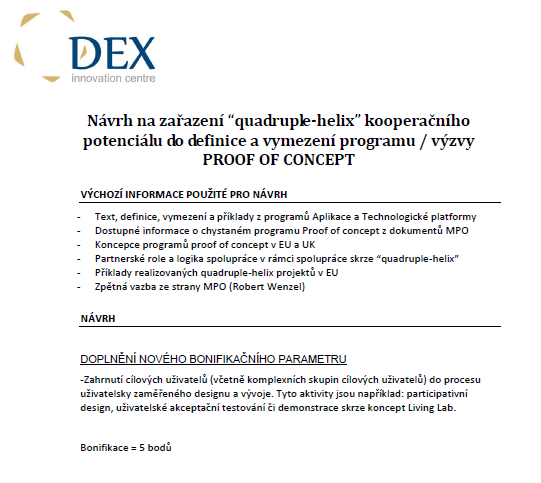 DEX
innovation centre
Návrh na zařazení “quadruple-helix” kooperačního
potenciálu do definice a vymezení programu / výzvy
PROOF OF CONCEPT
VÝCHOZÍ INFORMACE POUŽITÉ PRO NÁVRH
- Text, definice, vymezení a příklady z programů Aplikace a Technologické platformy
- Dostupné informace o chystaném programu Proof of concept z dokumentů MPO
- Koncepce programů proof of concept v EU a UK
- Partnerské role a logika spolupráce v rámci spolupráce skrze “quadruple-helix”
- Příklady realizovaných quadruple-helix projektů v EU
- Zpětná vazba ze strany MPO (Robert Wenzel)
NÁVRH
DOPLNĚNÍ NOVÉHO BONIFIKAČNÍHO PARAMETRU
-Zahrnutí cílových uživatelů (včetně komplexních skupin cílových uživatelů) do procesu
uživatelsky zaměřeného designu a vývoje. Tyto aktivity jsou například: participativní
design, uživatelské akceptační testování či demonstrace skrze koncept Living Lab.
Bonifikace = 5 bodů